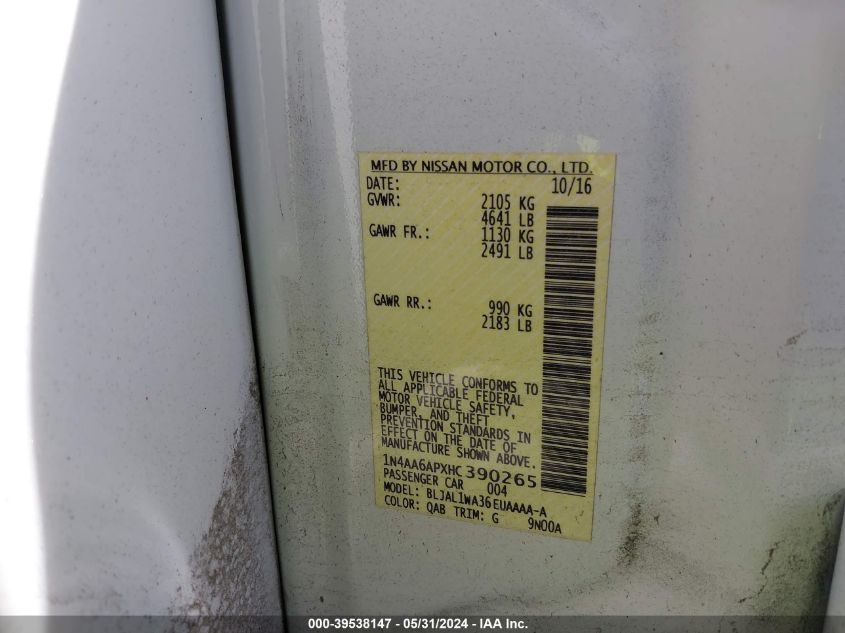 MFD BY NISSAN MOTOR CO., LTD.
DATE: 10/16
GVWR: 2105 KG
4641 LB
GAWR FR.: 1130 KG
2491 LB
GAWR RR.: 990 KG
2183 LB
THIS VEHICLE CONFORMS TO
ALL APPLICABLE FEDERAL
MOTOR VEHICLE SAFETY,
BUMPER, AND THEFT
PREVENTION STANDARDS IN
EFFECT ON THE DATE OF
MANUFACTURE SHOWN ABOVE.
1N4AA6APXHC390265
PASSENGER CAR 004
MODEL: BLJAL1WA36EUAAAA-A
COLOR: QAB TRIM: G 9N00A
000-39538147 - 05/31/2024 - IAA Inc.